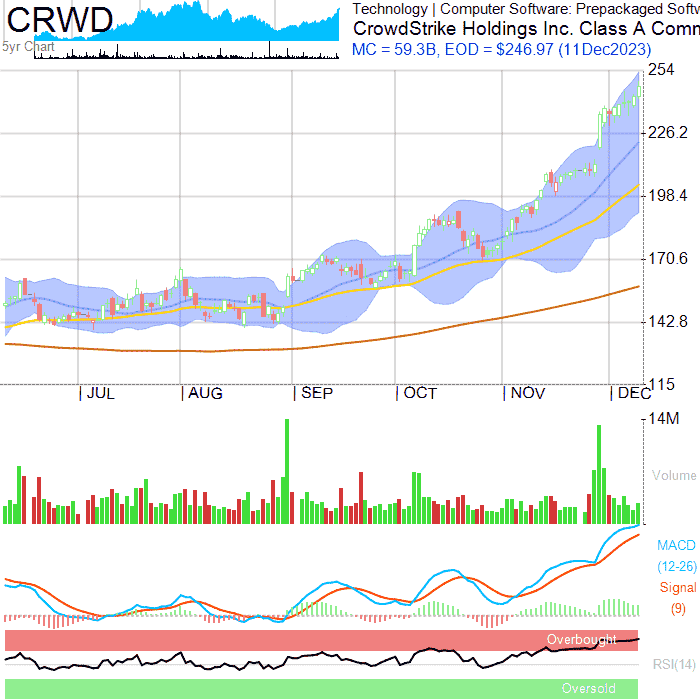 CRWD
5yr Chart
Technology | Computer Software: Prepackaged Softw
CrowdStrike Holdings Inc. Class A Comm
MC = 59.3B, EOD = $246.97 (11Dec2023)
254
226.2
198.4
170.6
142.8
115
JUL AUG SEP OCT NOV DEC
14M
Volume
MACD
(12-26)
Signal
(9)
Overbought
RSI(14)
Oversold